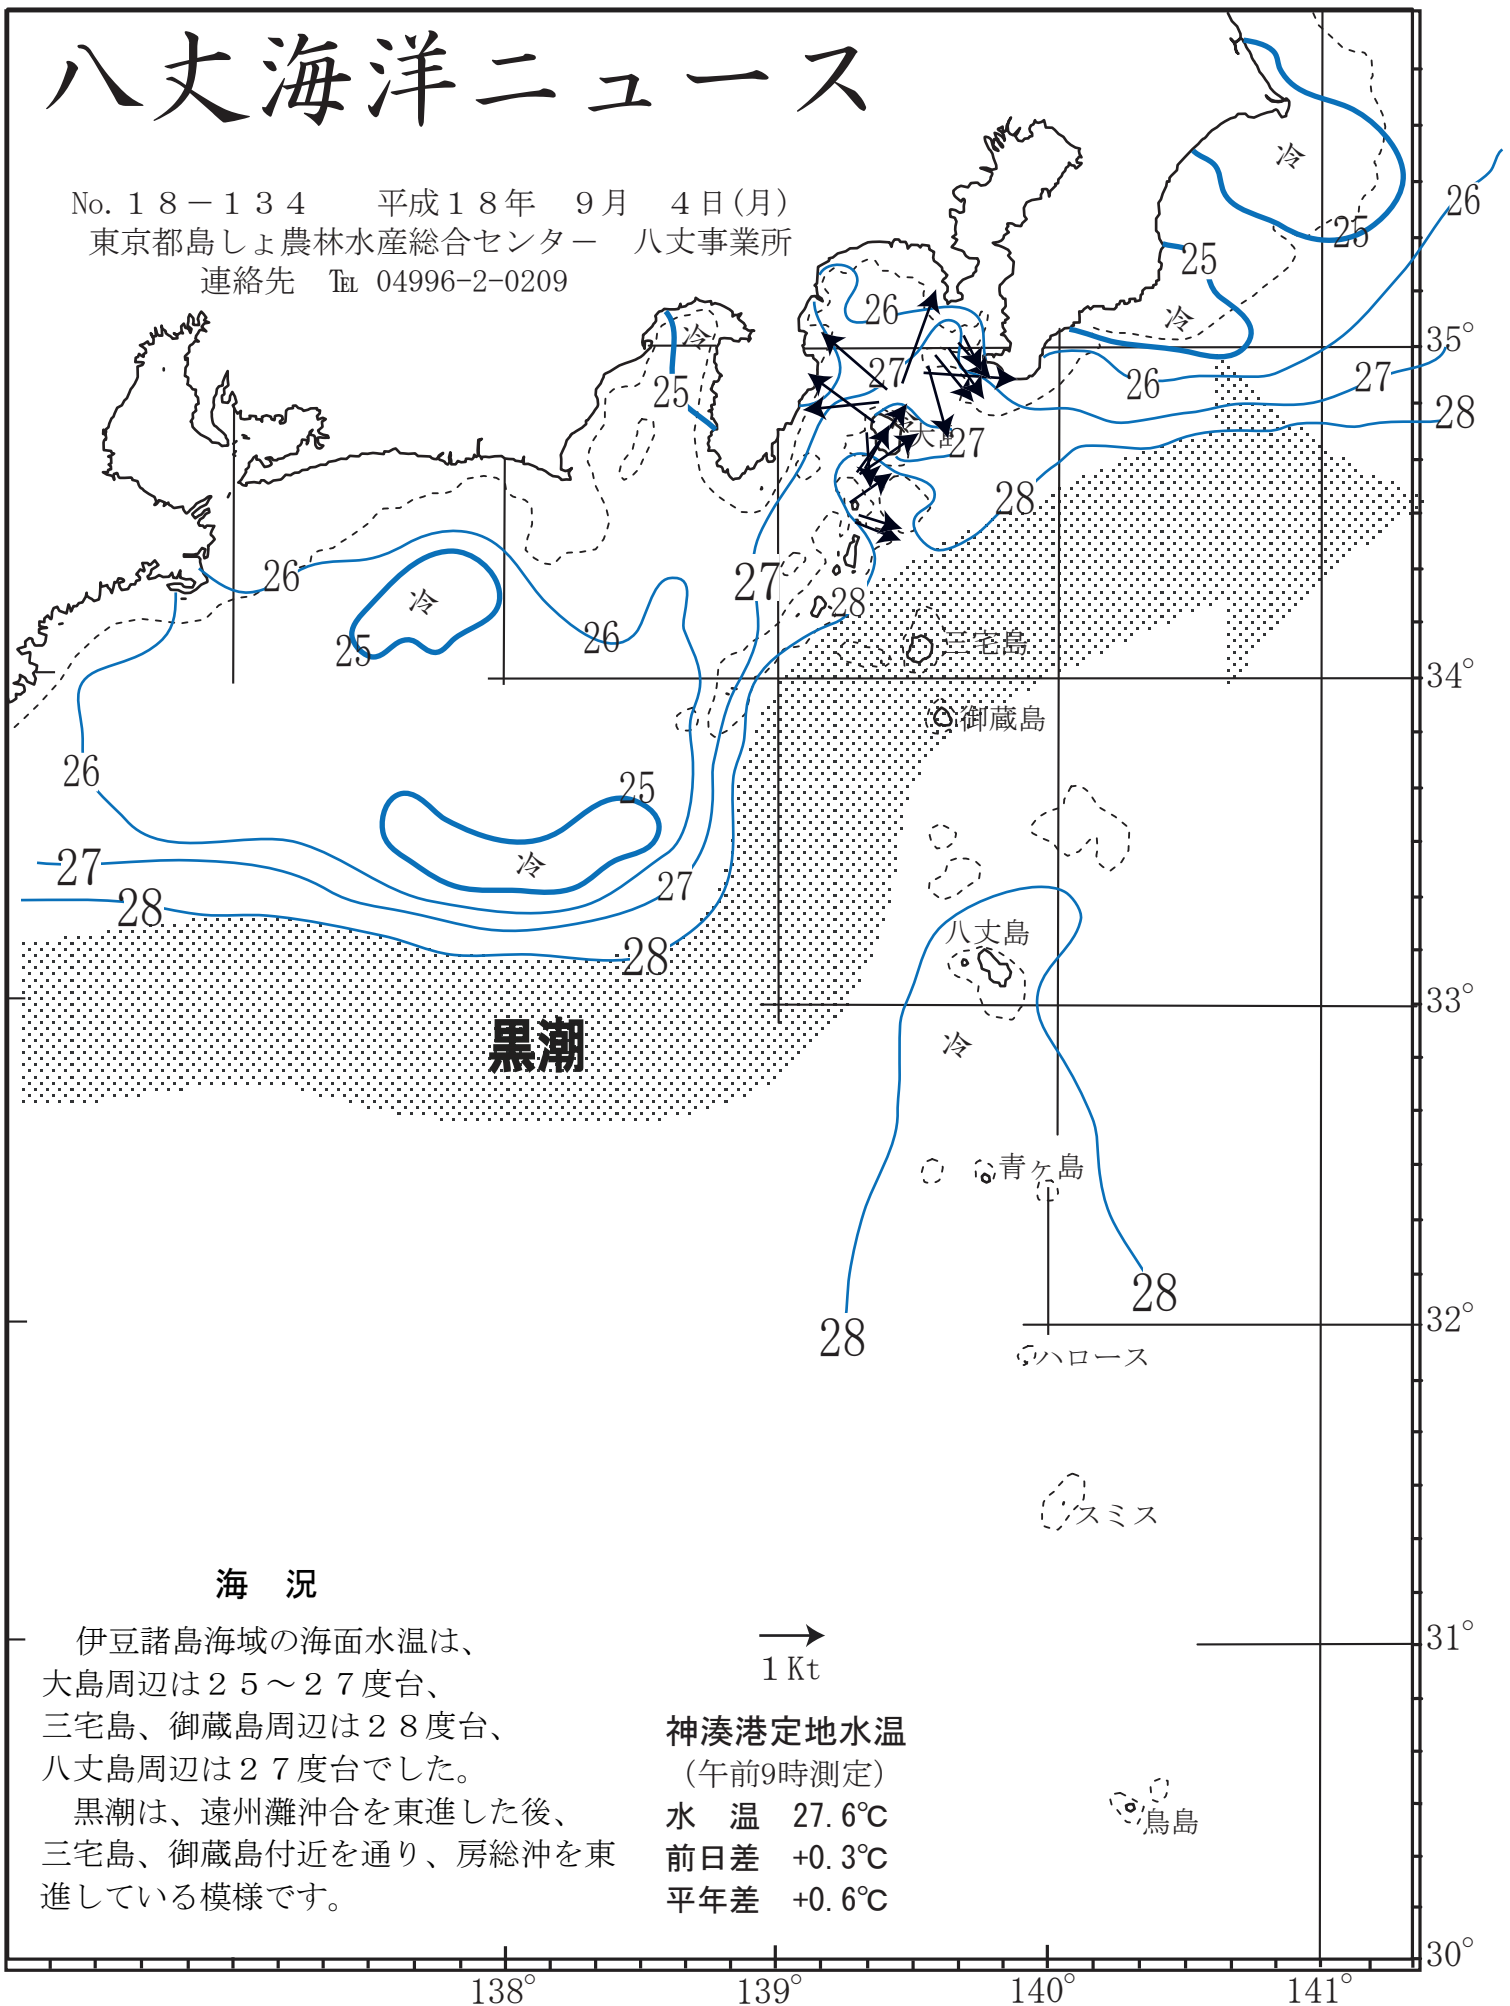 八丈海洋ニュース
No.１８－１３４　平成１８年　９月　４日(月)
東京都島しょ農林水産総合センター　八丈事業所
連絡先　℡ 04996-2-0209
冷
26
25
25
冷
26
35°
冷
27
27
26
25
28
大
27
28
26
27
冷
28
26
25
三宅島
34°
御蔵島
26
25
冷
27
27
28
八丈島
28
33°
黒潮
冷
青ヶ島
28
28
32°
ハロース
スミス
海　況
31°
伊豆諸島海域の海面水温は、
大島周辺は２５～２７度台、
三宅島、御蔵島周辺は２８度台、
八丈島周辺は２７度台でした。
黒潮は、遠州灘沖合を東進した後、
三宅島、御蔵島付近を通り、房総沖を東
進している模様です。
１Kt
神湊港定地水温
（午前9時測定）
水　温　27.6℃
前日差　+0.3℃
平年差　+0.6℃
鳥島
30°
138°
139°
140°
141°